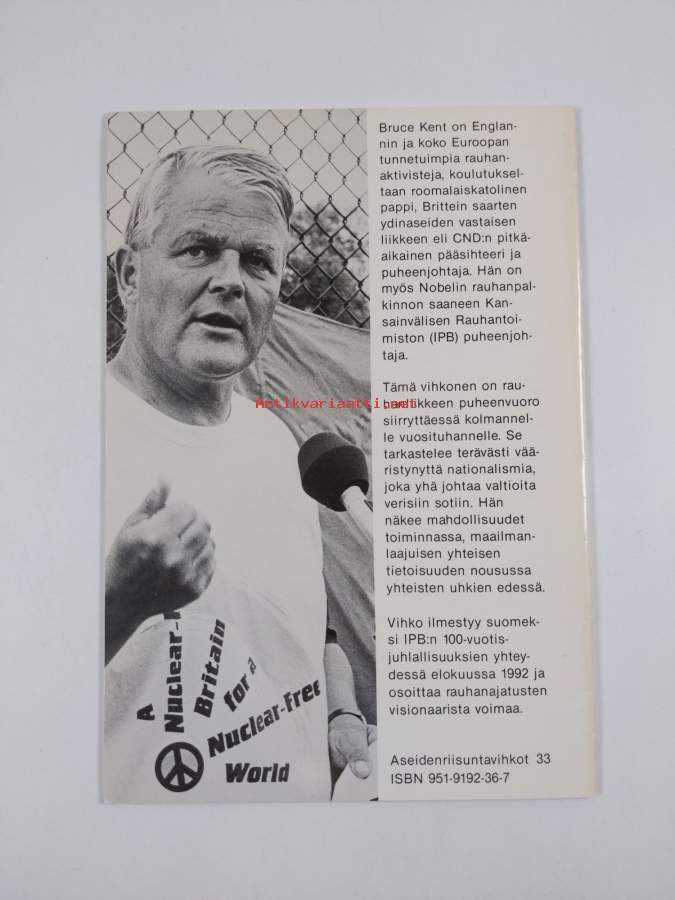 Bruce Kent on Englan-
nin ja koko Euroopan
tunnetuimpia rauhan-
aktivisteja, koulutuksel-
taan roomalaiskatolinen
pappi, Brittein saarten
ydinaseiden vastaisen
liikkeen eli CND:n pitkä-
aikainen pääsihteeri ja
puheenjohtaja. Hän on
myös Nobelin rauhanpal-
kinnon saaneen Kan-
sainvälisen Rauhantoi-
miston (IPB) puheenjoh-
taja.
Tämä vihkonen on rau-
hanliikkeen puheenvuoro
siirryttäessä kolmannel-
le vuosituhannelle. Se
tarkastelee terävästi vää-
ristynyttä nationalismia,
joka yhä johtaa valtioita
verisiin sotiin. Hän
näkee mahdollisuudet
toiminnassa, maailman-
laajuisen yhteisen
tietoisuuden nousussa
yhteisten uhkien edessä.
Vihko ilmestyy suomek-
si IPB:n 100-vuotis-
juhlallisuuksien yhtey-
dessä elokuussa 1992 ja
osoittaa rauhanajatusten
visionaarista voimaa.
Aseidenriisuntavihkot 33
ISBN 951-9192-36-7
A
Nuclear-
Britain
for a
Nuclear-Free
World
Antikvariaatti.net